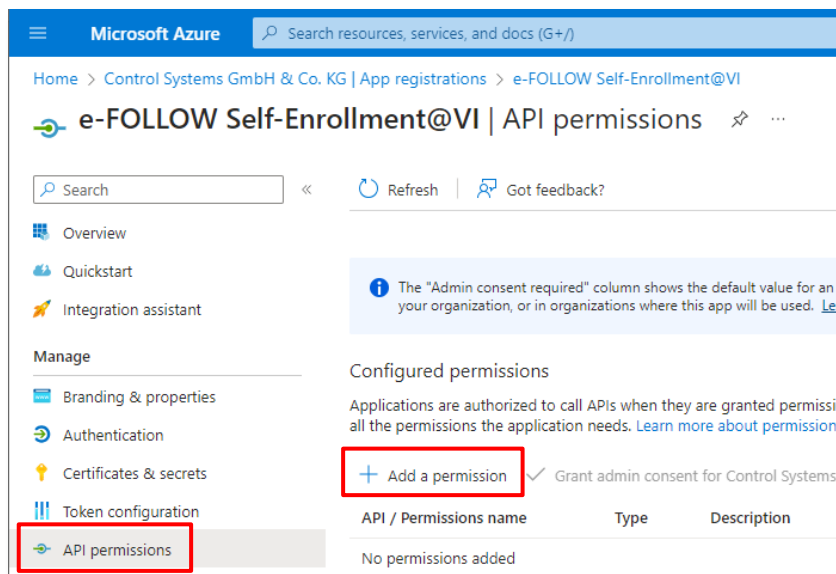 Microsoft Azure
Search resources, services, and docs (G+/)
Home > Control Systems GmbH & Co. KG | App registrations > e-FOLLOW Self-Enrollment@VI
e-FOLLOW Self-Enrollment@VI | API permissions
Search
«
Refresh
Got feedback?
Overview
Quickstart
Integration assistant
The "Admin consent required" column shows the default value for an
your organization, or in organizations where this app will be used. Le
Manage
Branding & properties
Authentication
Certificates & secrets
Token configuration
API permissions
Configured permissions
Applications are authorized to call APIs when they are granted permissi
all the permissions the application needs. Learn more about permission
Add a permission
Grant admin consent for Control Systems
API / Permissions name Type Description
No permissions added